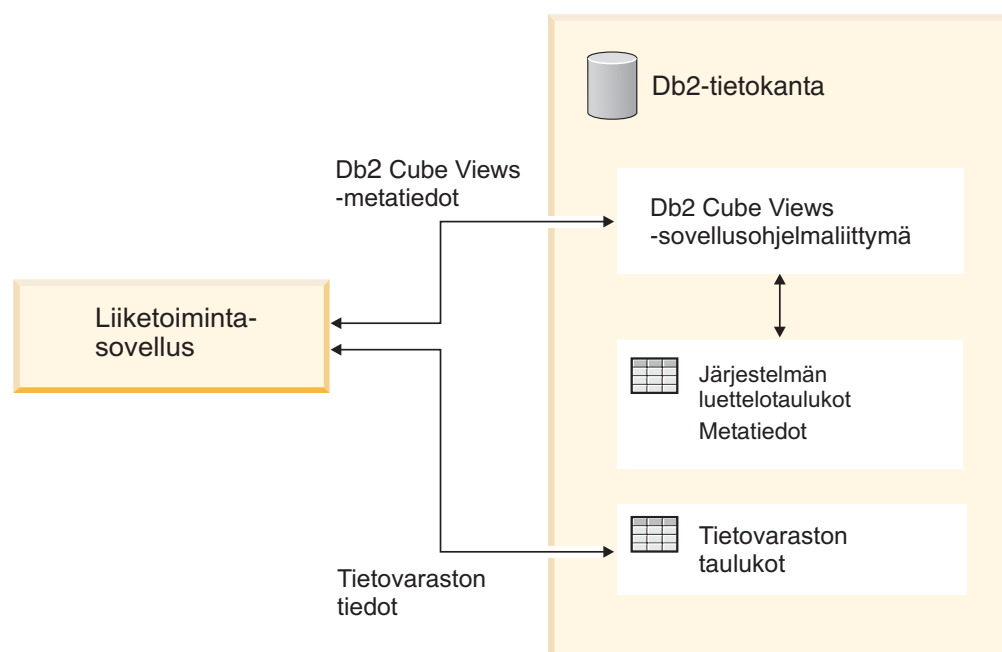 Db2-tietokanta
Db2 Cube Views
-metatiedot
Db2 Cube Views
-sovellusohjelmaliittymä
Liiketoiminta-
sovellus
Järjestelmän
luettelotaulukot
Metatiedot
Tietovaraston
taulukot
Tietovaraston
tiedot